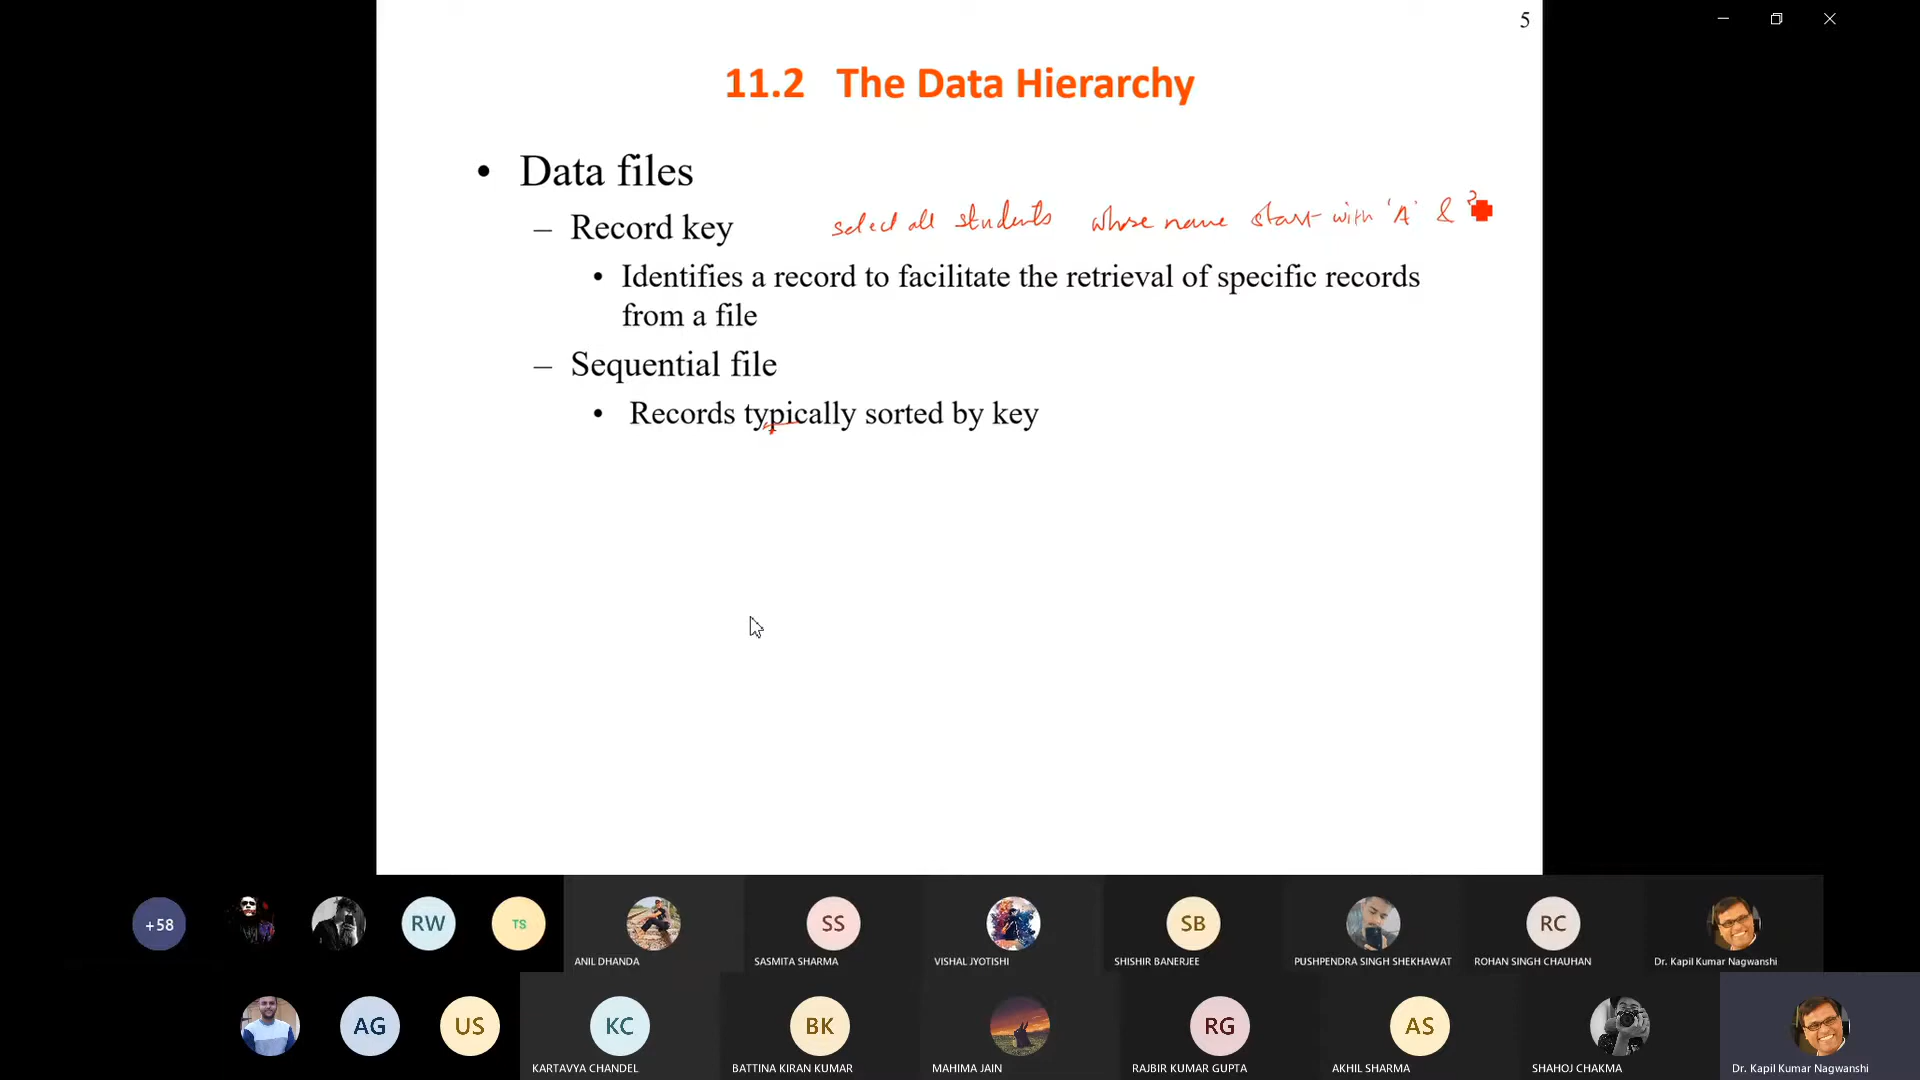 5
11.2 The Data Hierarchy
• Data files
– Record key
select all students whose name start with 'A' &
• Identifies a record to facilitate the retrieval of specific records
from a file
– Sequential file
• Records typically sorted by key
+58
RW
TS
ANIL DHANDA
SS
SASMITA SHARMA
VISHAL JYOTISHI
SB
SHISHIR BANERJEE
PUSHPENDRA SINGH SHEKHAWAT
RC
ROHAN SINGH CHAUHAN
Dr. Kapil Kumar Nagwanshi
AG
US
KC
KARTAVYA CHANDEL
BK
BATTINA KIRAN KUMAR
MAHIMA JAIN
RG
RAJBIR KUMAR GUPTA
AS
AKHIL SHARMA
SHAHOJ CHAKMA
Dr. Kapil Kumar Nagwanshi